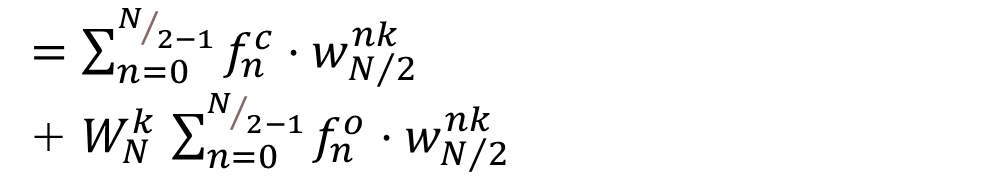 = ∑_{n=0}^{N/2−1} f_n^c · w_{N/2}^{nk}
+ W_N^k ∑_{n=0}^{N/2−1} f_n^o · w_{N/2}^{nk}